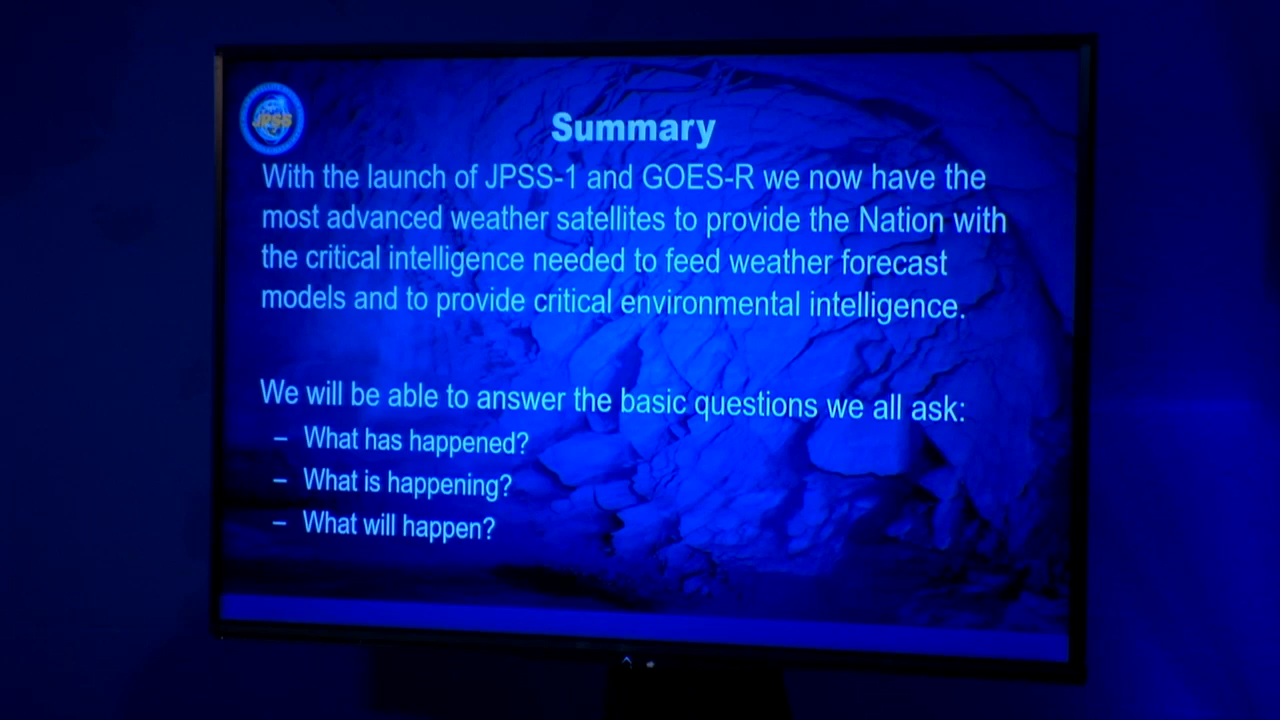 JPSS
Summary
With the launch of JPSS-1 and GOES-R we now have the
most advanced weather satellites to provide the Nation with
the critical intelligence needed to feed weather forecast
models and to provide critical environmental intelligence.
We will be able to answer the basic questions we all ask:
– What has happened?
– What is happening?
– What will happen?